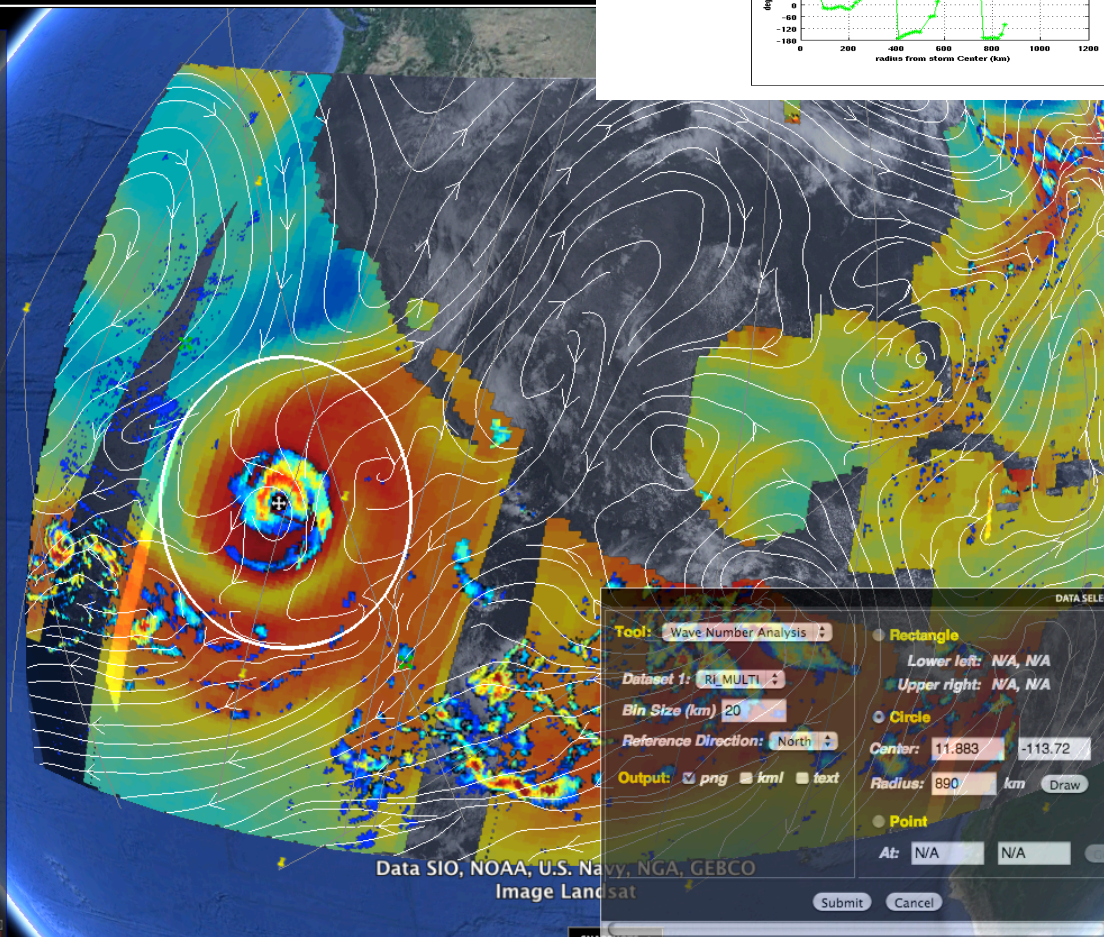 deg
0
-60
-120
-180
0 200 400 600 800 1000 1200
radius from storm Center (km)
DATA SELE
Tool: Wave Number Analysis
Dataset 1: RI_MULTI
Bin Size (km) 20
Reference Direction: North
Output: png kml text
Rectangle
Lower left: N/A, N/A
Upper right: N/A, N/A
Circle
Center: 11.883 -113.72
Radius: 890 km Draw
Point
At: N/A N/A
Submit Cancel
Data SIO, NOAA, U.S. Navy, NGA, GEBCO
Image Landsat